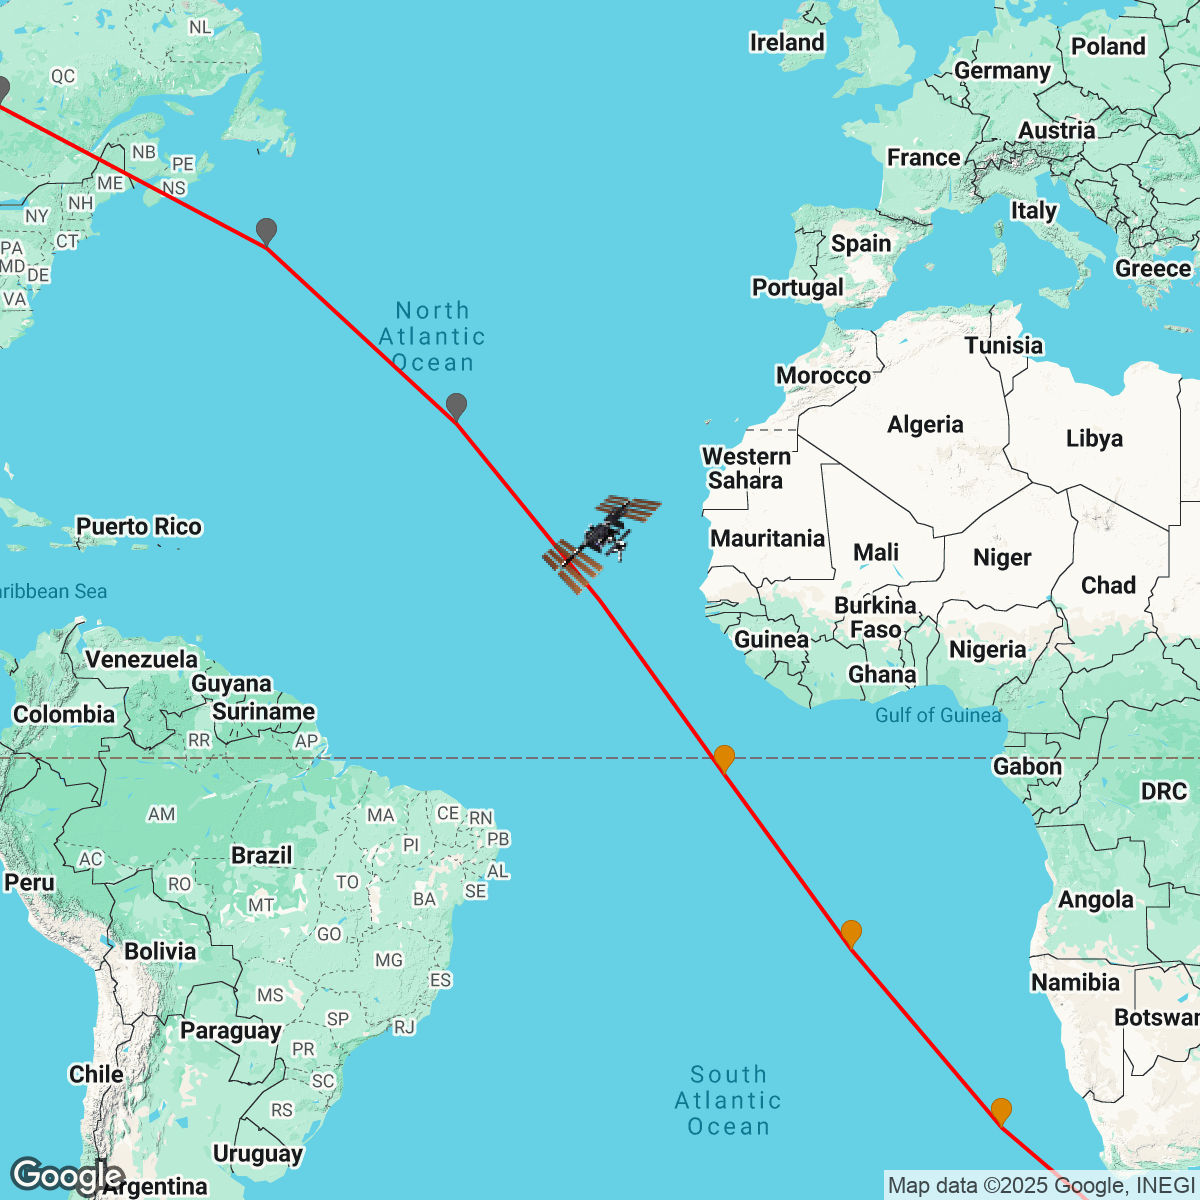 NL
Ireland
Poland
QC
Germany
Austria
NB
France
PE
ME
NS
NH
Italy
NY
CT
Spain
PA
MD
DE
Greece
Portugal
VA
North
Atlantic
Ocean
Tunisia
Morocco
Algeria
Libya
Western
Sahara
Puerto Rico
Mauritania
Mali
Niger
Chad
aribbean Sea
Burkina
Faso
Guinea
Nigeria
Venezuela
Ghana
Guyana
Colombia
Suriname
Gulf of Guinea
RR
AP
Gabon
DRC
AM
MA
CE
RN
PB
PI
Brazil
AC
AL
Peru
RO
TO
SE
MT
BA
Angola
GO
Bolivia
MG
ES
Namibia
MS
Botswar
SP
RJ
Paraguay
PR
Chile
SC
South
Atlantic
Ocean
RS
Uruguay
Google
Argentina
Map data ©2025 Google, INEGI